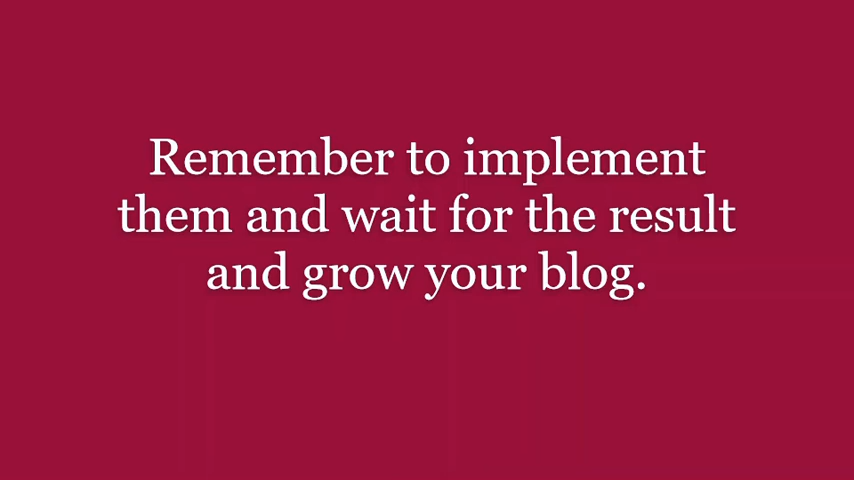 Remember to implement
them and wait for the result
and grow your blog.